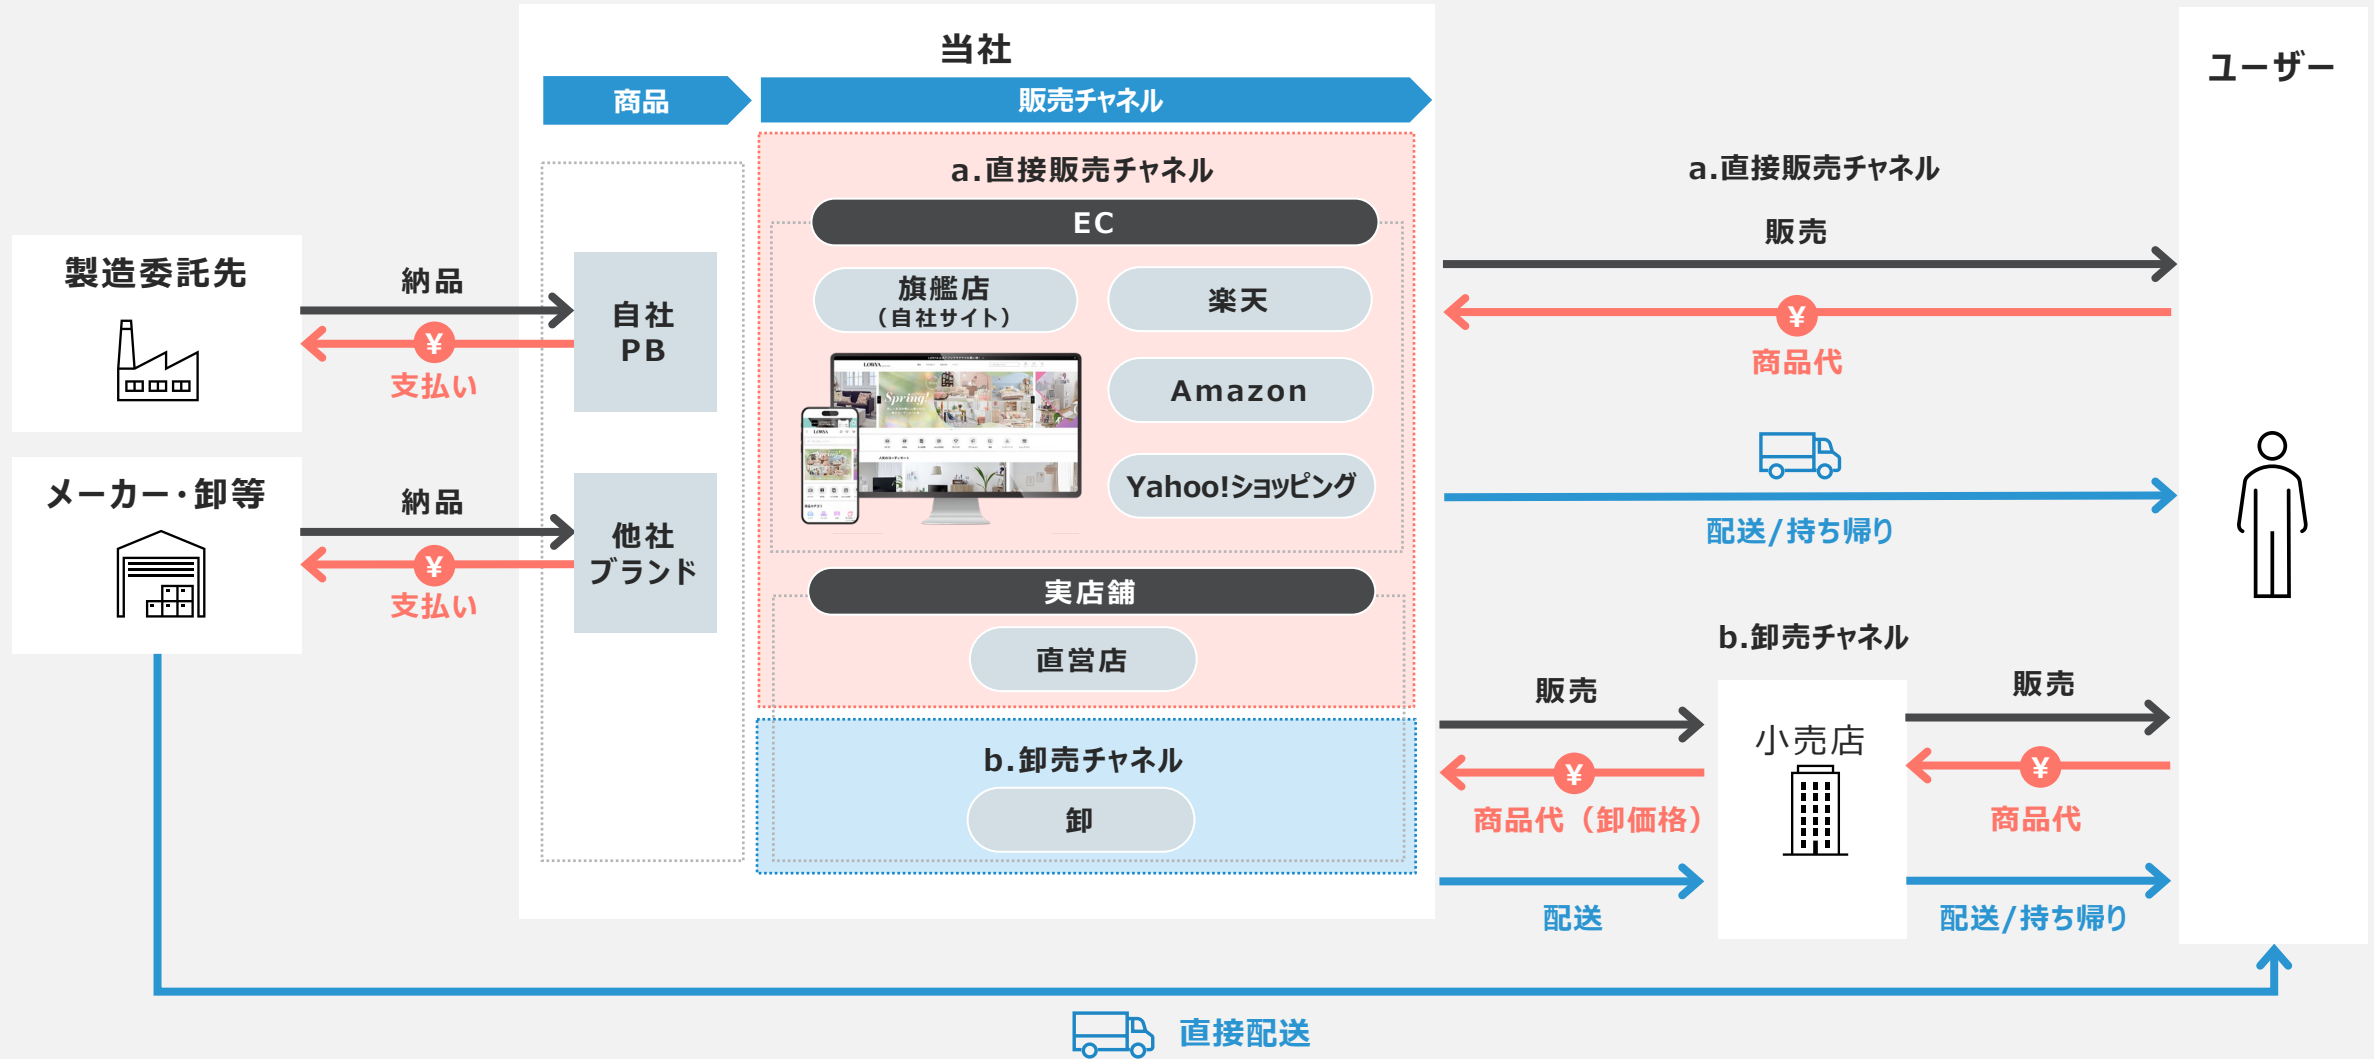 当社
ユーザー
商品
販売チャネル
a.直接販売チャネル
EC
旗艦店
（自社サイト）
楽天
Amazon
Yahoo!ショッピング
LOWYA
Spring!
LOWYA
実店舗
直営店
b.卸売チャネル
卸
製造委託先
納品
¥
支払い
自社
PB
メーカー・卸等
納品
¥
支払い
他社
ブランド
a.直接販売チャネル
販売
¥
商品代
配送/持ち帰り
b.卸売チャネル
販売
¥
商品代（卸価格）
配送
小売店
販売
¥
商品代
配送/持ち帰り
直接配送